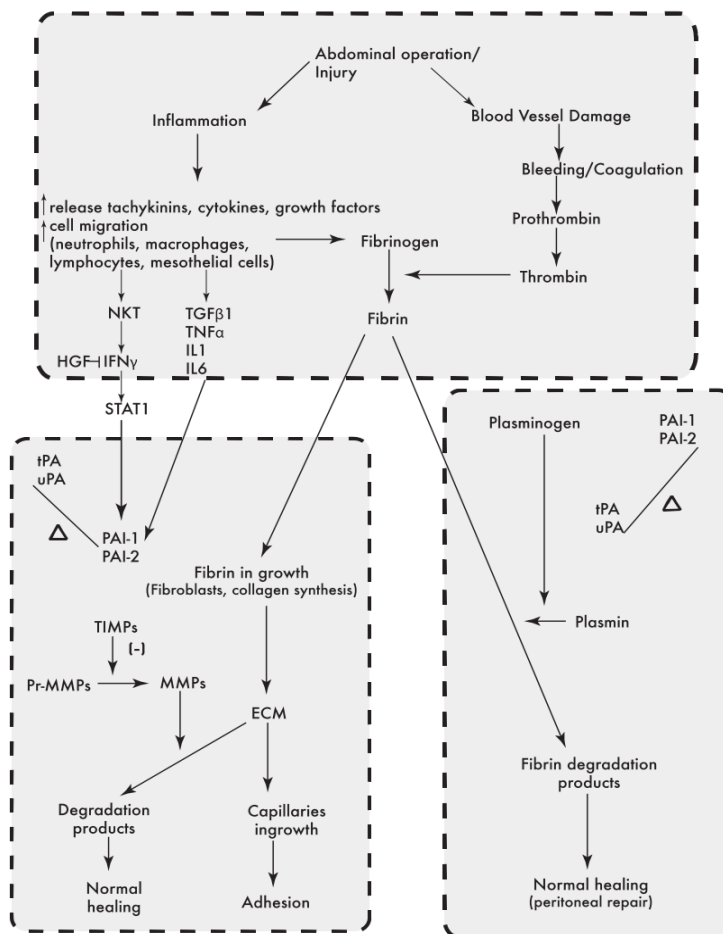 Abdominal operation/
Injury
Inflammation
Blood Vessel Damage
Bleeding/Coagulation
Prothrombin
Thrombin
↑ release tachykinins, cytokines, growth factors
↑ cell migration
(neutrophils, macrophages,
lymphocytes, mesothelial cells)
Fibrinogen
Fibrin
NKT
HGF
IFNγ
STAT1
TGFβ1
TNFα
IL1
IL6
tPA
uPA
PAI-1
PAI-2
Fibrin in growth
(Fibroblasts, collagen synthesis)
TIMPs
(-)
Pr-MMPs
MMPs
ECM
Degradation
products
Normal
healing
Capillaries
ingrowth
Adhesion
Plasminogen
PAI-1
PAI-2
tPA
uPA
Plasmin
Fibrin degradation
products
Normal healing
(peritoneal repair)